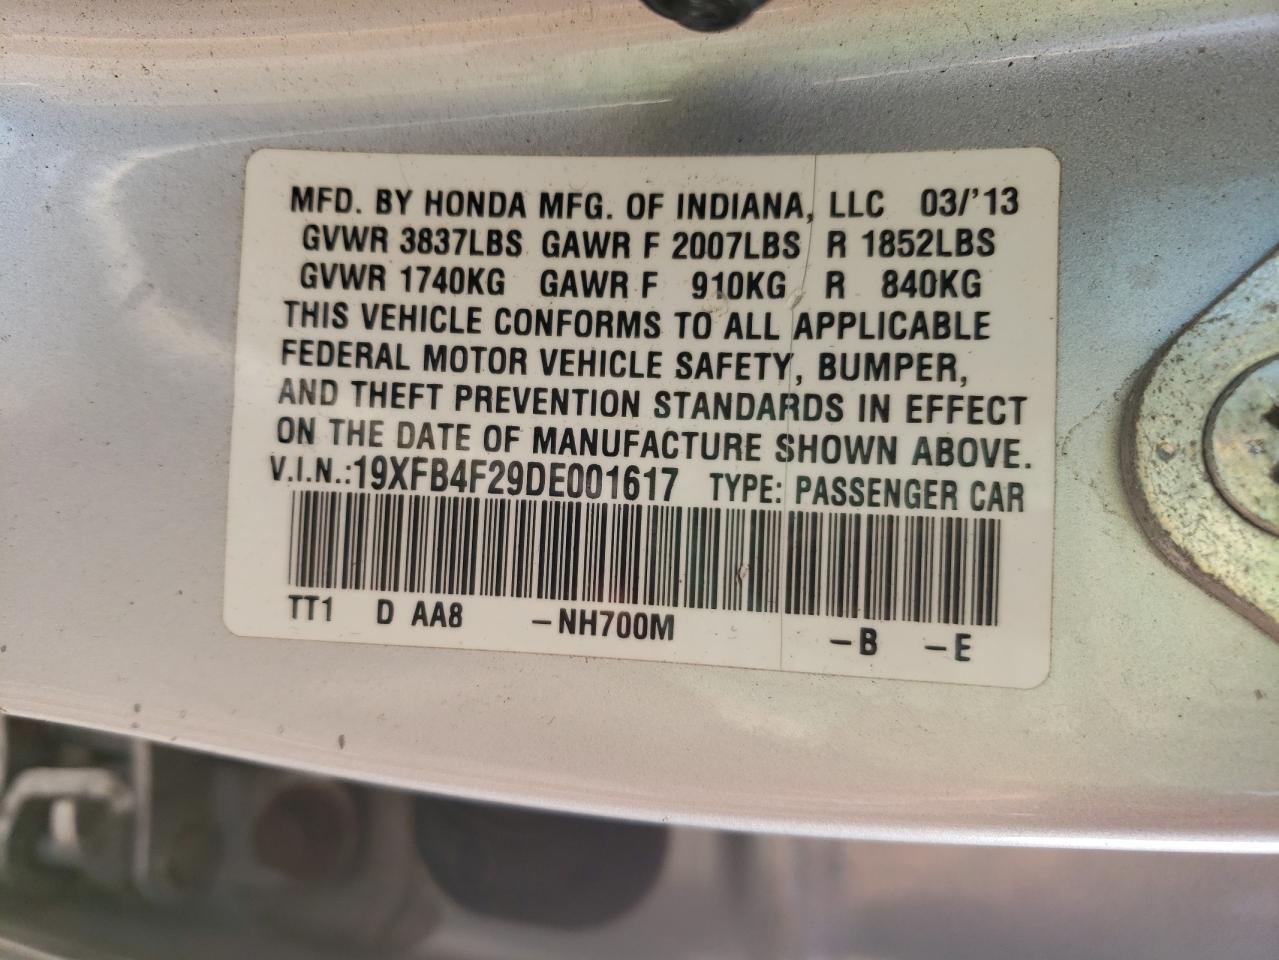 MFD. BY HONDA MFG. OF INDIANA, LLC 03/'13
GVWR 3837LBS GAWR F 2007LBS R 1852LBS
GVWR 1740KG GAWR F 910KG R 840KG
THIS VEHICLE CONFORMS TO ALL APPLICABLE
FEDERAL MOTOR VEHICLE SAFETY, BUMPER,
AND THEFT PREVENTION STANDARDS IN EFFECT
ON THE DATE OF MANUFACTURE SHOWN ABOVE.
V.I.N.:19XFB4F29DE001617 TYPE: PASSENGER CAR
TT1 D AA8 -NH700M -B -E